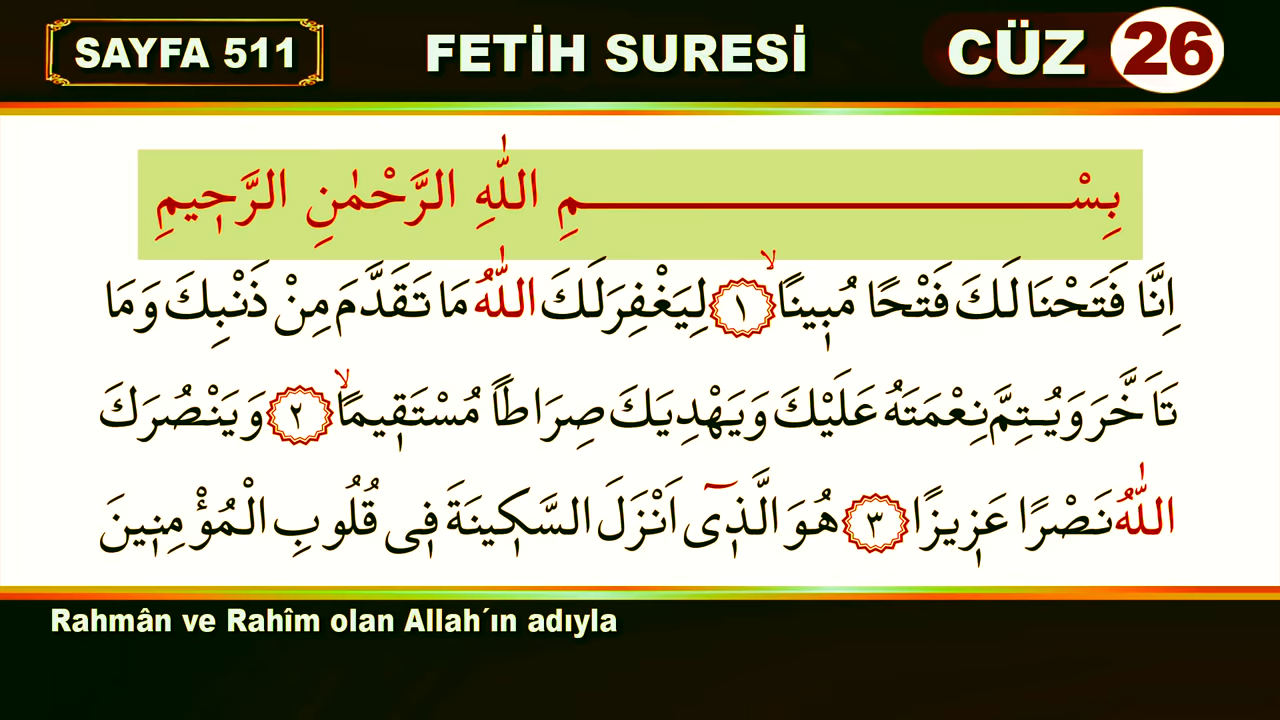 SAYFA 511
FETİH SURESİ
CÜZ 26
بِسْــــــــــــــــــمِ اللّٰهِ الرَّحْمٰنِ الرَّحٖيمِ
اِنَّا فَتَحْنَا لَكَ فَتْحًا مُبٖينًاۙ ١ لِيَغْفِرَ لَكَ اللّٰهُ مَا تَقَدَّمَ مِنْ ذَنْبِكَ وَمَا
تَاَخَّرَ وَيُتِمَّ نِعْمَتَهُ عَلَيْكَ وَيَهْدِيَكَ صِرَاطًا مُسْتَقٖيمًاۙ ٢ وَيَنْصُرَكَ
اللّٰهُ نَصْرًا عَزٖيزًا ٣ هُوَ الَّذٖٓى اَنْزَلَ السَّكٖينَةَ فٖى قُلُوبِ الْمُؤْمِنٖينَ
Rahmân ve Rahîm olan Allah´ın adıyla